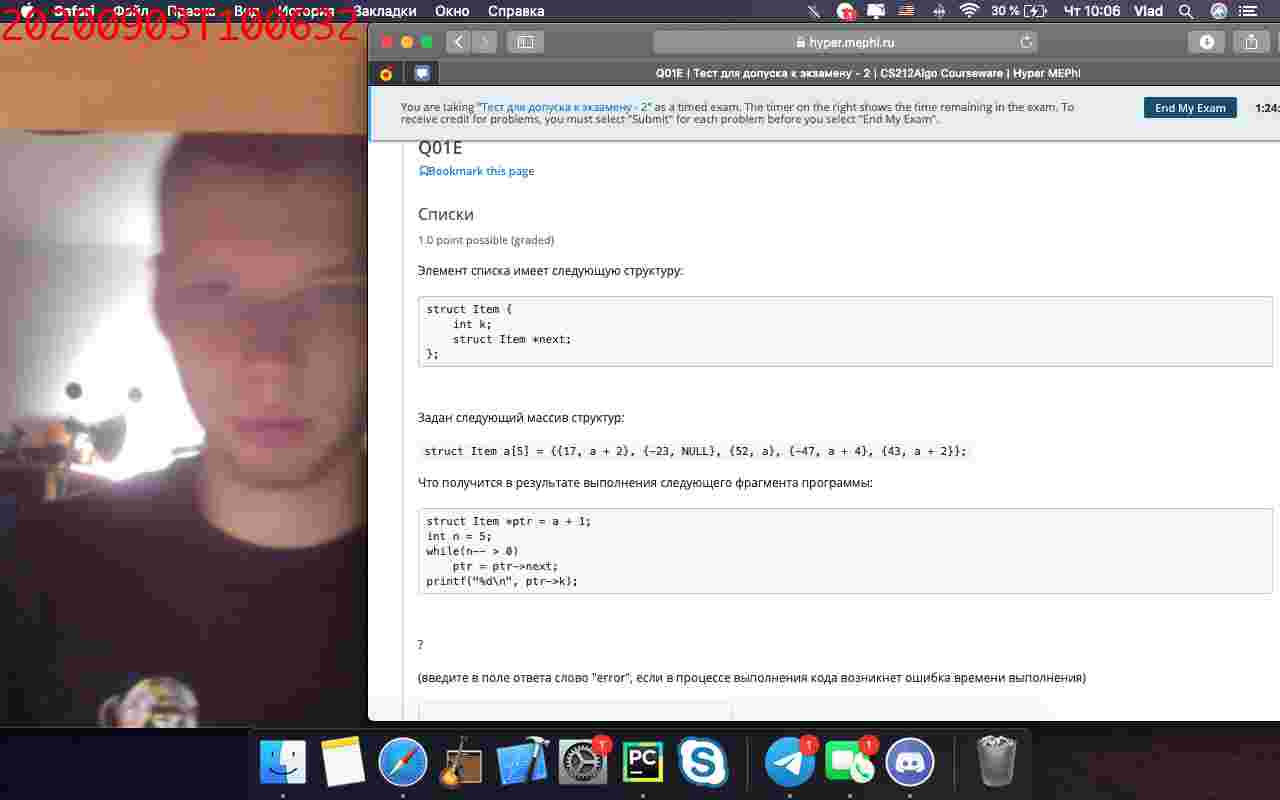 20200903T100632
Safari Файл Правка Вид История Закладки Окно Справка
30 % Чт 10:06 Vlad
hyper.mephi.ru
Q01E | Тест для допуска к экзамену - 2 | CS212Algo Courseware | Hyper MEPhI
You are taking "Тест для допуска к экзамену - 2" as a timed exam. The timer on the right shows the time remaining in the exam. To
receive credit for problems, you must select "Submit" for each problem before you select "End My Exam".
End My Exam
1:24:
Q01E
Bookmark this page
Списки
1.0 point possible (graded)
Элемент списка имеет следующую структуру:
struct Item {
    int k;
    struct Item *next;
};
Задан следующий массив структур:
struct Item a[5] = {{17, a + 2}, {-23, NULL}, {52, a}, {-47, a + 4}, {43, a + 2}};
Что получится в результате выполнения следующего фрагмента программы:
struct Item *ptr = a + 1;
int n = 5;
while(n-- > 0)
    ptr = ptr->next;
printf("%d\n", ptr->k);
?
(введите в поле ответа слово "error", если в процессе выполнения кода возникнет ошибка времени выполнения)
1
PC
1
1